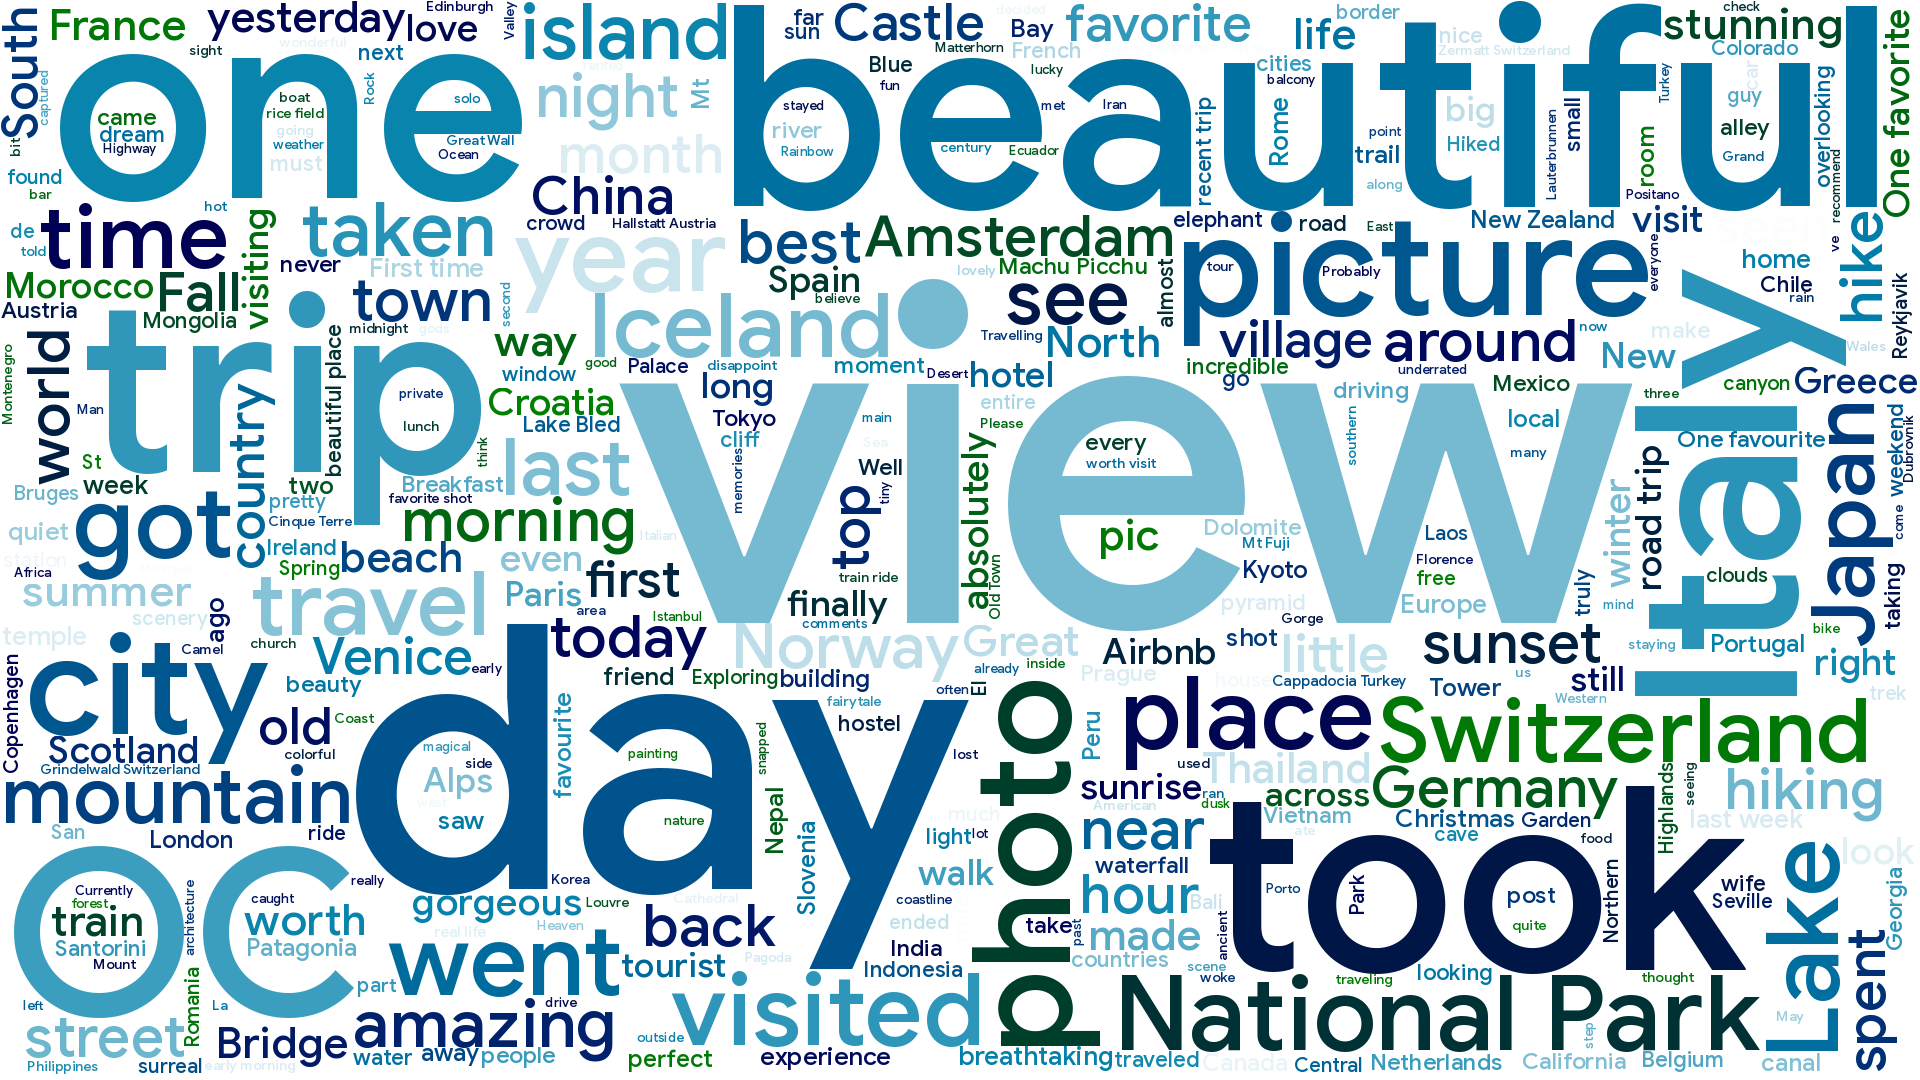 one
beautiful
view
day
trip
took
picture
Italy
photo
OC
city
National Park
Switzerland
Iceland
place
visited
travel
went
mountain
Lake
Japan
got
time
island
Castle
favorite
stunning
South
France
yesterday
love
Edinburgh
Valley
sight
wonderful
next
far
sun
Bay
Matterhorn
French
lucky
decided
life
border
cities
balcony
nice
Zermatt Switzerland
check
Colorado
car
captured
Rock
solo
night
Mt
Blue
fun
met
Iran
Turkey
guy
alley
overlooking
One favorite
came
dream
Highway
boat
rice field
going
weather
must
Great Wall
Ocean
month
stayed
river
Rainbow
century
Ecuador
recent trip
Rome
point
trail
along
big
Hiked
Lauterbrunnen
small
room
Grand
recommend
bit
found
bar
China
crowd
Hallstatt Austria
elephant
road
East
New Zealand
Positano
visit
de
told
hot
taken
year
best
Amsterdam
everyone
ve
hike
Morocco
Fall
visiting
never
First time
Spain
believe
lovely
Machu Picchu
see
almost
tour
Probably
home
Chile
rain
Reykjavik
Austria
Mongolia
town
midnight
gods
second
way
good
Palace
disappoint
moment
Travelling
North
village
around
now
New
make
Wales
Montenegro
world
beautiful place
private
lunch
window
long
Desert
hotel
incredible
go
underrated
driving
Mexico
three
canyon
Greece
Man
country
Croatia
Lake Bled
Tokyo
cliff
main
Sea
entire
Please
every
worth visit
southern
local
many
One favourite
weekend
Dubrovnik
St
week
two
think
last
memories
Well
tiny
top
absolutely
road trip
come
Bruges
pretty
Breakfast
favorite shot
Cinque Terre
quiet
morning
Italian
pic
Dolomite
Mt Fuji
Laos
Florence
winter
station
Africa
Ireland
Spring
beach
even
first
train ride
Old Town
Kyoto
free
clouds
taking
summer
scenery
Paris
area
finally
comments
pyramid
Gorge
Europe
truly
mind
temple
ago
Camel
church
Venice
early
today
Istanbul
Norway
Great
Airbnb
shot
little
sunset
staying
Portugal
bike
right
Copenhagen
beauty
friend
Exploring
building
already
inside
El
Prague
house
Cappadocia Turkey
Tower
us
still
Western
trek
Scotland
Grindelwald Switzerland
old
Coast
colorful
favourite
hostel
fairytale
often
lost
Peru
used
Thailand
Germany
Highlands
seeing
hiking
magical
side
Alps
west
saw
painting
snapped
nature
Nepal
Slovenia
sunrise
ran
American
dusk
across
Vietnam
ate
Christmas
cave
Garden
food
last week
San
London
ride
light
lot
much
near
waterfall
look
Currently
forest
train
Santorini
Mount
architecture
caught
worth
Patagonia
really
gorgeous
Korea
Louvre
Heaven
real life
Cathedral
back
Pagoda
walk
coastline
ended
India
Indonesia
take
past
hour
Bali
made
countries
scene
ancient
woke
Porto
Park
post
quite
Northern
wife
Seville
Georgia
left
street
Philippines
Romania
La
surreal
Bridge
early morning
part
amazing
drive
water
away
people
tourist
outside
perfect
experience
breathtaking
traveled
traveling
looking
thought
Canada
Central
Netherlands
step
California
Belgium
May
canal
spent